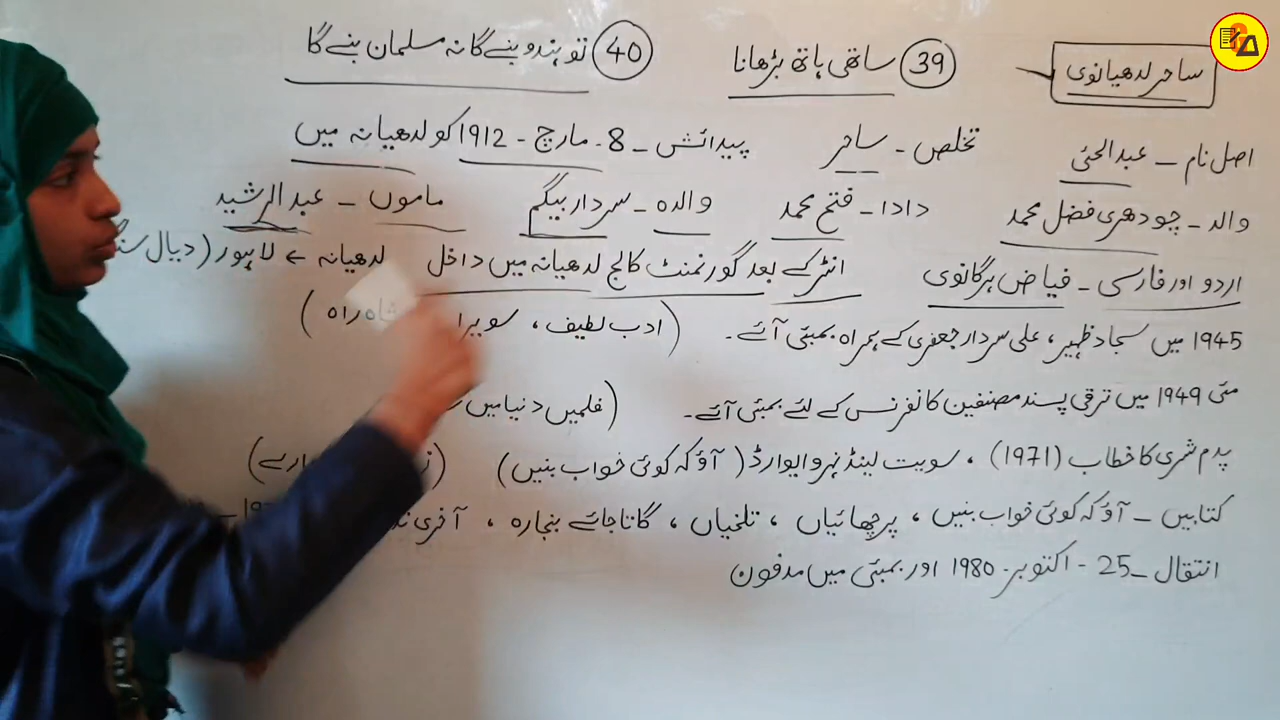 ساحر لدھیانوی 39 ساتھی ہاتھ بڑھانا 40 تو ہندو بنے گا نہ مسلمان بنے گا
اصل نام - عبدالحئی تخلص - ساحر پیدائش - 8 - مارچ - 1912 کو لدھیانہ میں
والد - چودھری فضل محمد دادا - فتح محمد والدہ - سردار بیگم ماموں - عبدالرشید
اردو اور فارسی - فیاض ہرگانوی انٹر کے بعد گورنمنٹ کالج لدھیانہ میں داخل لدھیانہ ← لاہور (دیال سنگ
1945 میں سجاد ظہیر، علی سردار جعفری کے ہمراہ بمبئی آئے۔ (ادب لطیف، سویرا شاہ راہ)
مئی 1949 میں ترقی پسند مصنفین کانفرنس کے لئے بمبئی آئے۔ (فلمیں دنیا میں
پدم شری کا خطاب (1971)، سویت لینڈ نہرو ایوارڈ (آؤ کہ کوئی خواب بنیں)
کتابیں - آؤ کہ کوئی خواب بنیں، پرچھائیاں، تلخیاں، گاتا جائے بنجارہ،
انتقال - 25 - اکتوبر - 1980 اور بمبئی میں مدفون